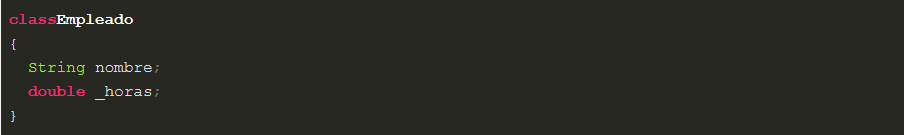 classEmpleado
{
  String nombre;
  double _horas;
}